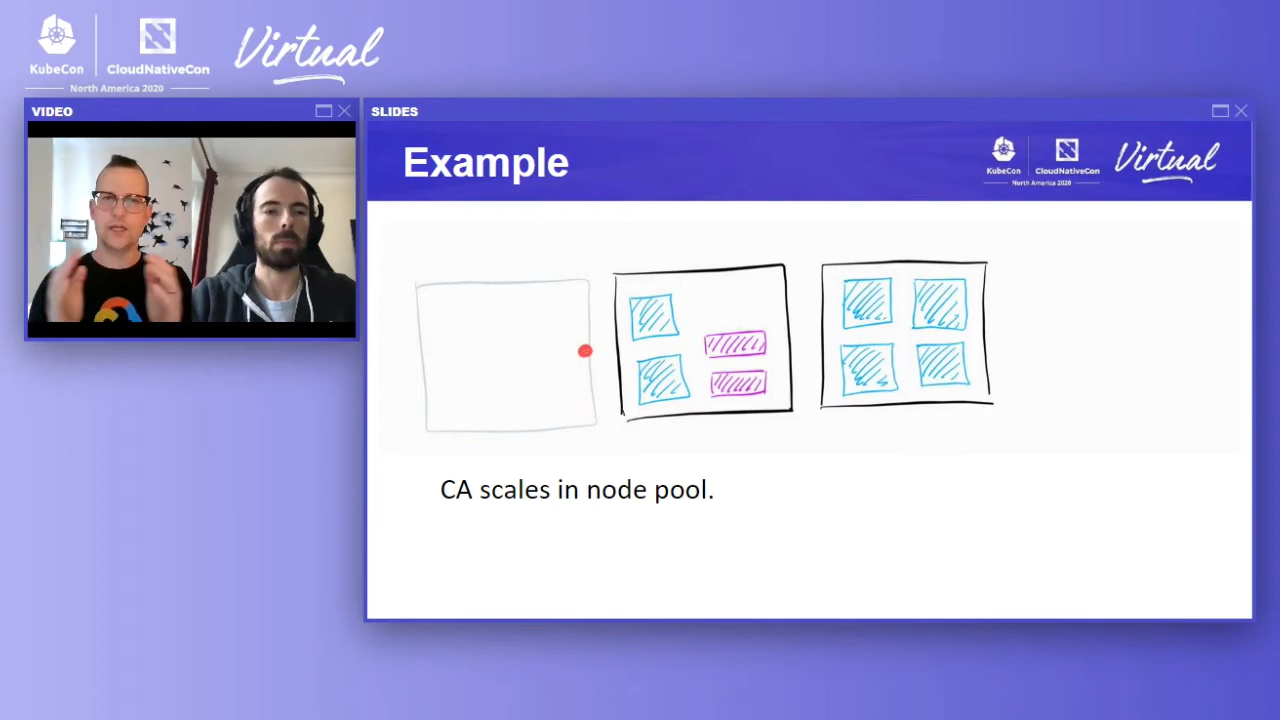 KubeCon
CloudNativeCon
North America 2020
Virtual
VIDEO
SLIDES
Example
KubeCon
CloudNativeCon
North America 2020
Virtual
CA scales in node pool.